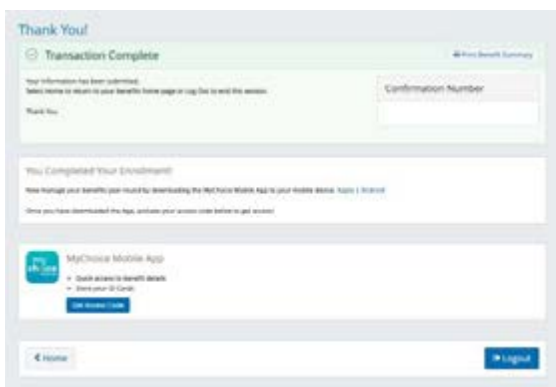 Thank You!
Transaction Complete
Print Benefit Summary
Your information has been submitted.
Select Home to return to your benefits home page or Log Out to end this session.
Thank You
Confirmation Number
You Completed Your Enrollment!
Now manage your benefits year-round by downloading the MyChoice Mobile App to your mobile device. Apple | Android
Once you have downloaded the App, activate your access code below to get access!
my
choice
MyChoice Mobile App
Quick access to benefit details
Store your ID Cards
Get Access Code
Home
Logout